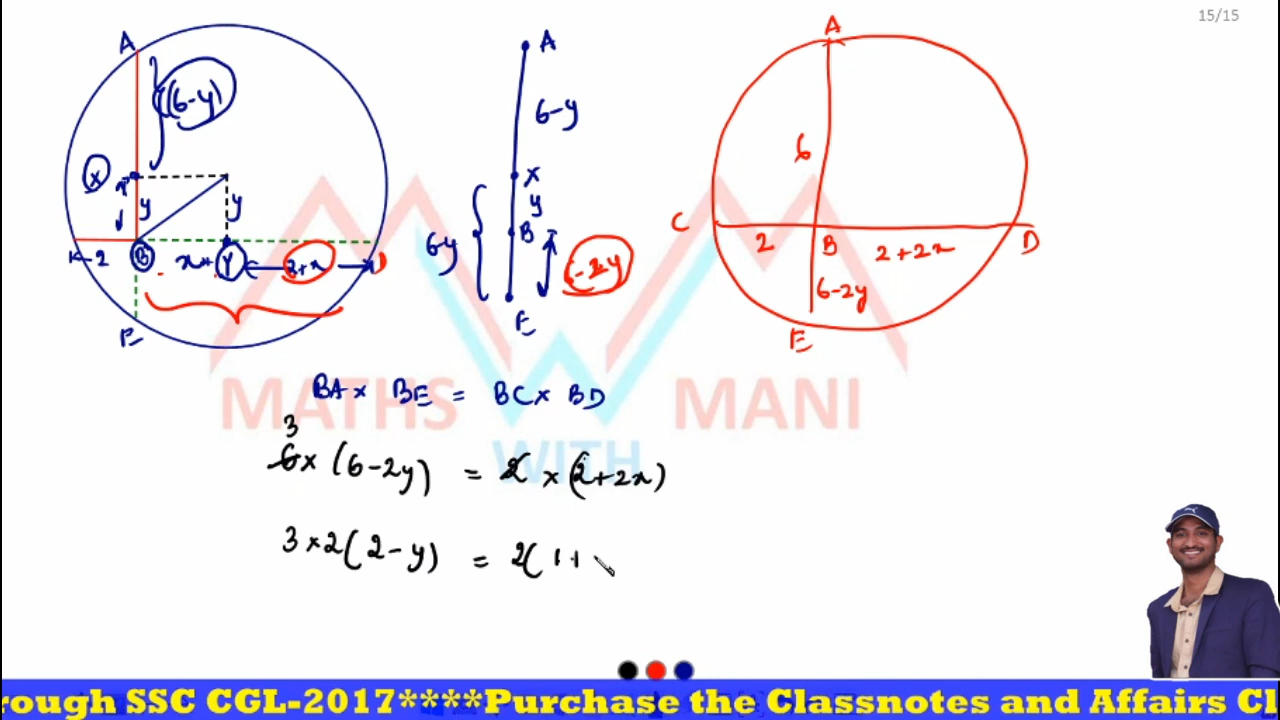 15/15
A
(6-y)
X
y
y
2
B
x
Y
2+x
D
E
A
6-y
X
y
B
6-y
-2y
E
A
6
C
2
B
2+2x
D
6-2y
E
MATHS WITH MANI
BA × BE = BC × BD
3
6 × (6-2y) = 2 × (2+2x)
3 × 2(2-y) = 2(1+
rough SSC CGL-2017****Purchase the Classnotes and Affairs Cl